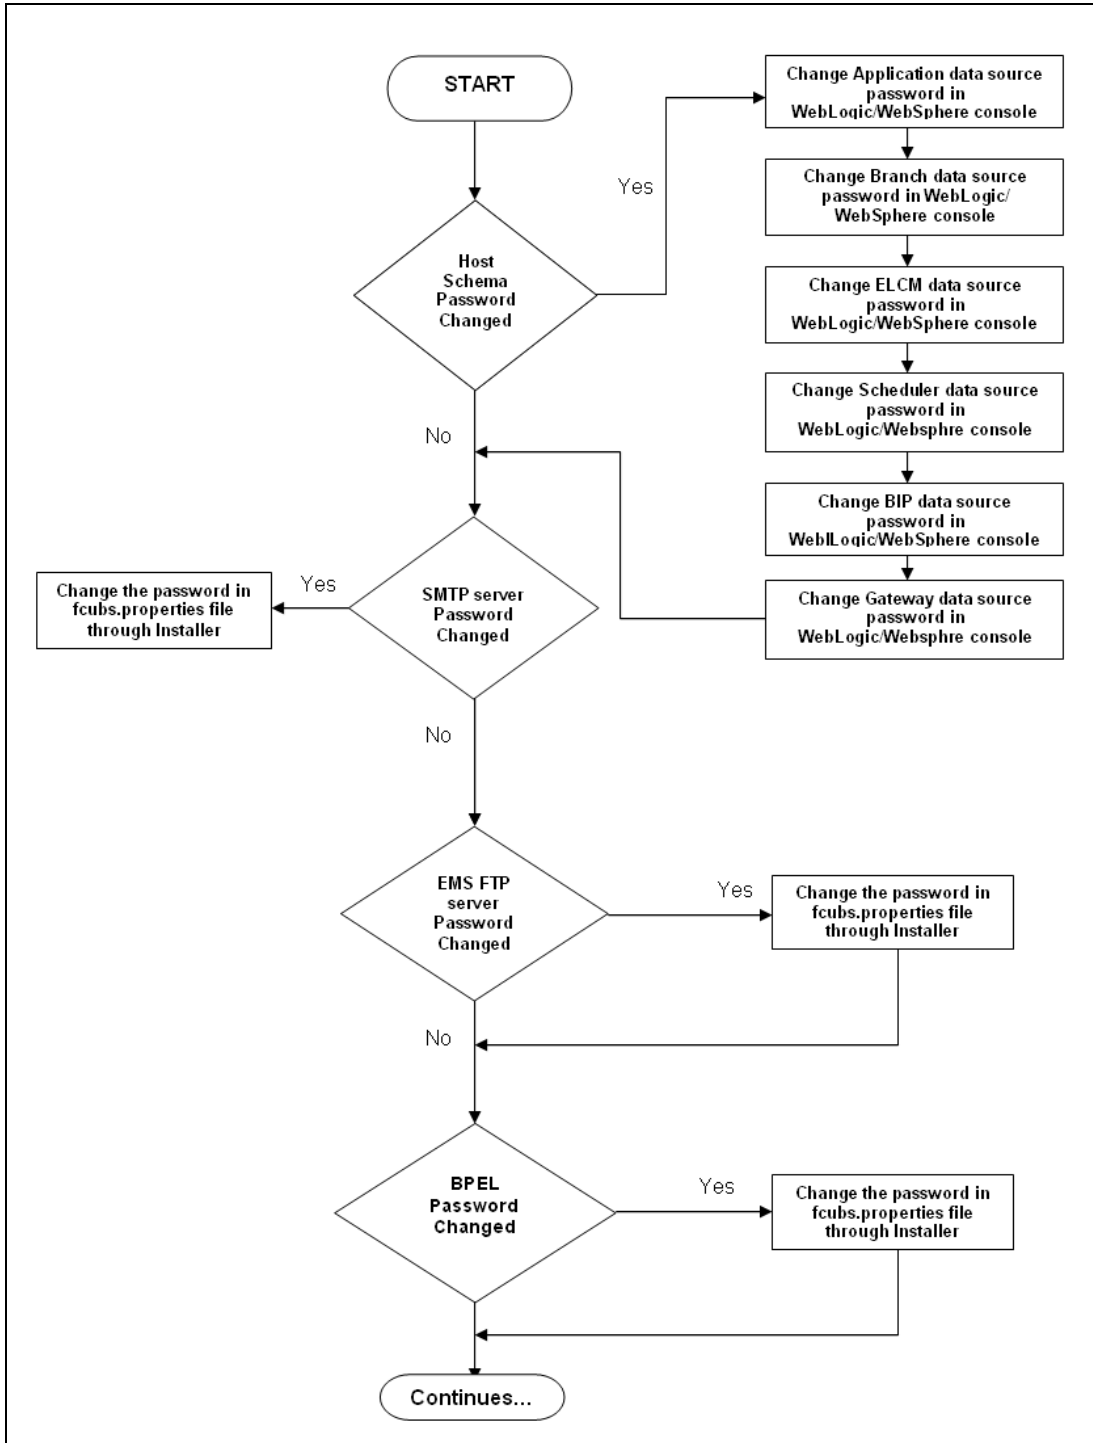 START
Change Application data source
password in
WebLogic/WebSphere console
Yes
Change Branch data source
password in WebLogic/
WebSphere console
Host
Schema
Password
Changed
Change ELCM data source
password in
WebLogic/WebSphere console
Change Scheduler data source
password in
WebLogic/Websphre console
No
Change BIP data source
password in
WeblLogic/WebSphere console
Yes
Change the password in
fcubs.properties file
through Installer
SMTP server
Password
Changed
Change Gateway data source
password in
WebLogic/Websphre console
No
EMS FTP
server
Password
Changed
Yes
Change the password in
fcubs.properties file
through Installer
No
BPEL
Password
Changed
Yes
Change the password in
fcubs.properties file
through Installer
Continues...